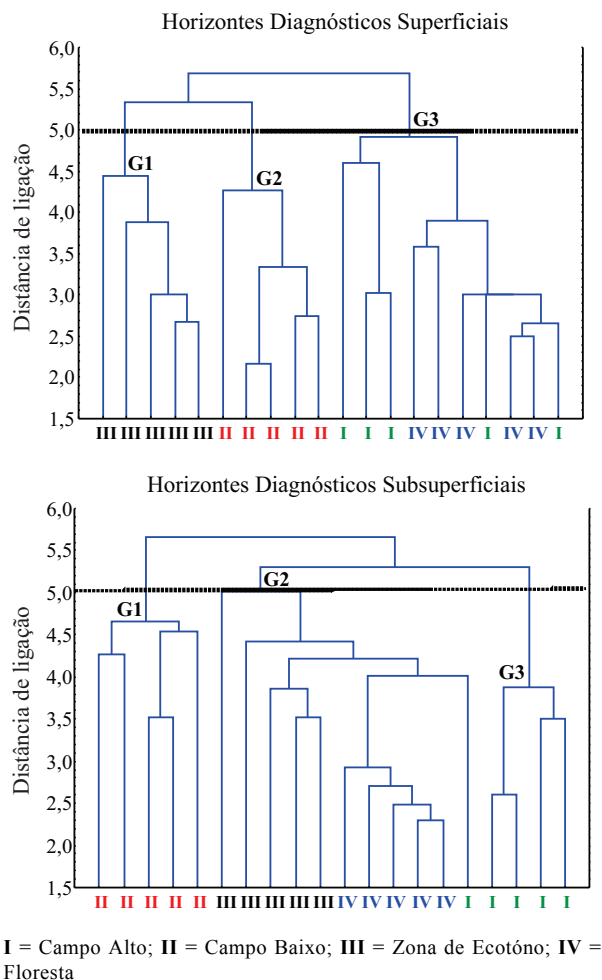 Horizontes Diagnósticos Superficiais
Distância de ligação
6,0
5,5
5,0
4,5
4,0
3,5
3,0
2,5
2,0
1,5
G1
G2
G3
III III III III III II II II II II I I I IV IV IV I IV IV I
Horizontes Diagnósticos Subsuperficiais
Distância de ligação
6,0
5,5
5,0
4,5
4,0
3,5
3,0
2,5
2,0
1,5
G1
G2
G3
II II II II II III III III III III IV IV IV IV IV I I I I I
I = Campo Alto; II = Campo Baixo; III = Zona de Ecotóno; IV =
Floresta